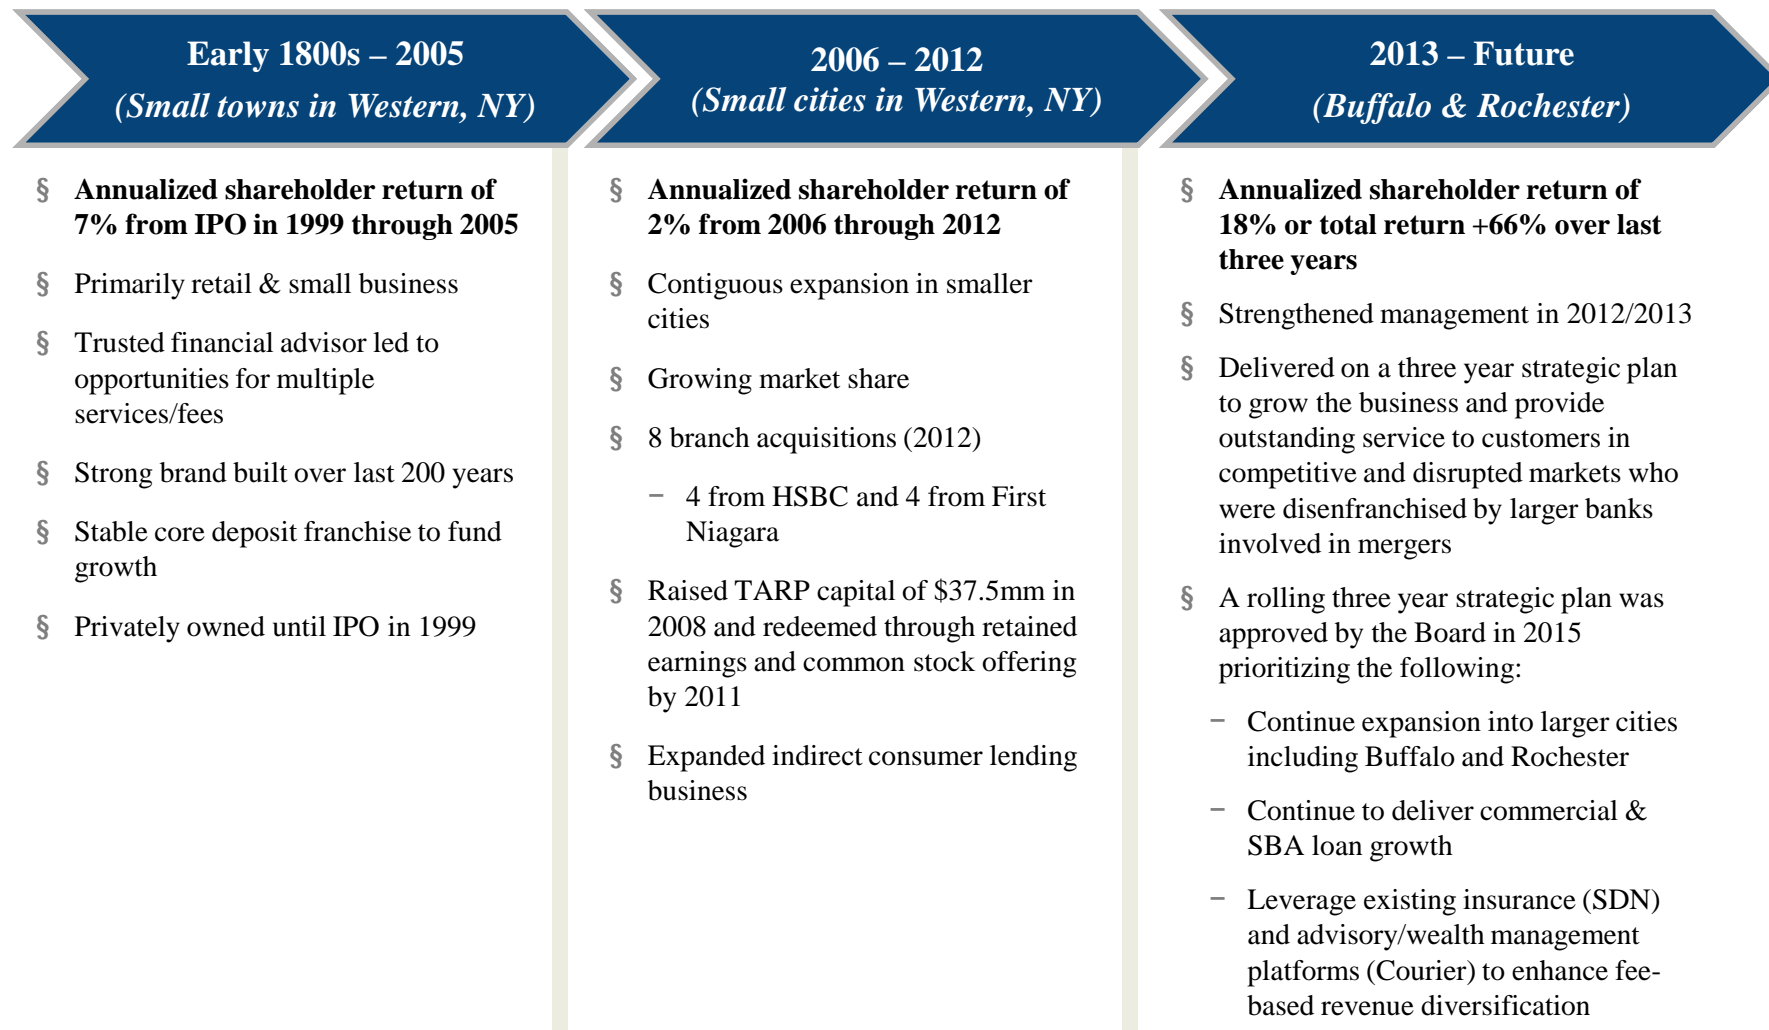 Early 1800s – 2005
(Small towns in Western, NY)
§ Annualized shareholder return of
7% from IPO in 1999 through 2005
§ Primarily retail & small business
§ Trusted financial advisor led to
opportunities for multiple
services/fees
§ Strong brand built over last 200 years
§ Stable core deposit franchise to fund
growth
§ Privately owned until IPO in 1999
2006 – 2012
(Small cities in Western, NY)
§ Annualized shareholder return of
2% from 2006 through 2012
§ Contiguous expansion in smaller
cities
§ Growing market share
§ 8 branch acquisitions (2012)
− 4 from HSBC and 4 from First
Niagara
§ Raised TARP capital of $37.5mm in
2008 and redeemed through retained
earnings and common stock offering
by 2011
§ Expanded indirect consumer lending
business
2013 – Future
(Buffalo & Rochester)
§ Annualized shareholder return of
18% or total return +66% over last
three years
§ Strengthened management in 2012/2013
§ Delivered on a three year strategic plan
to grow the business and provide
outstanding service to customers in
competitive and disrupted markets who
were disenfranchised by larger banks
involved in mergers
§ A rolling three year strategic plan was
approved by the Board in 2015
prioritizing the following:
− Continue expansion into larger cities
including Buffalo and Rochester
− Continue to deliver commercial &
SBA loan growth
− Leverage existing insurance (SDN)
and advisory/wealth management
platforms (Courier) to enhance fee-
based revenue diversification